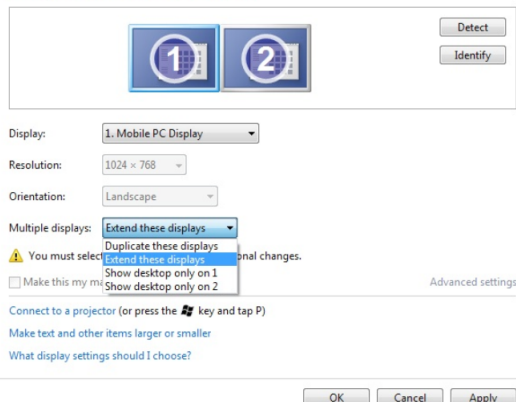 Detect
1 2
Identify
Display: 1. Mobile PC Display
Resolution: 1024 × 768
Orientation: Landscape
Multiple displays: Extend these displays
Duplicate these displays
You must selec onal changes.
Extend these displays
Show desktop only on 1
Make this my ma Advanced settings
Show desktop only on 2
Connect to a projector (or press the key and tap P)
Make text and other items larger or smaller
What display settings should I choose?
OK Cancel Apply